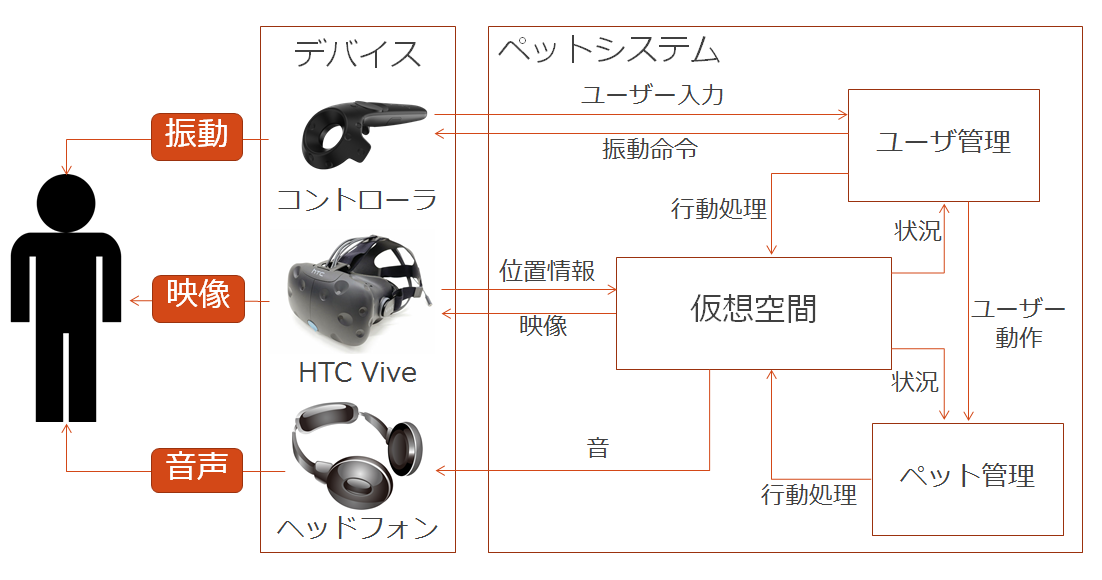 デバイス
ペットシステム
ユーザー入力
振動
振動命令
ユーザ管理
コントローラ
行動処理
状況
hTC
位置情報
映像
仮想空間
映像
ユーザー
動作
HTC Vive
状況
音
音声
行動処理
ペット管理
ヘッドフォン